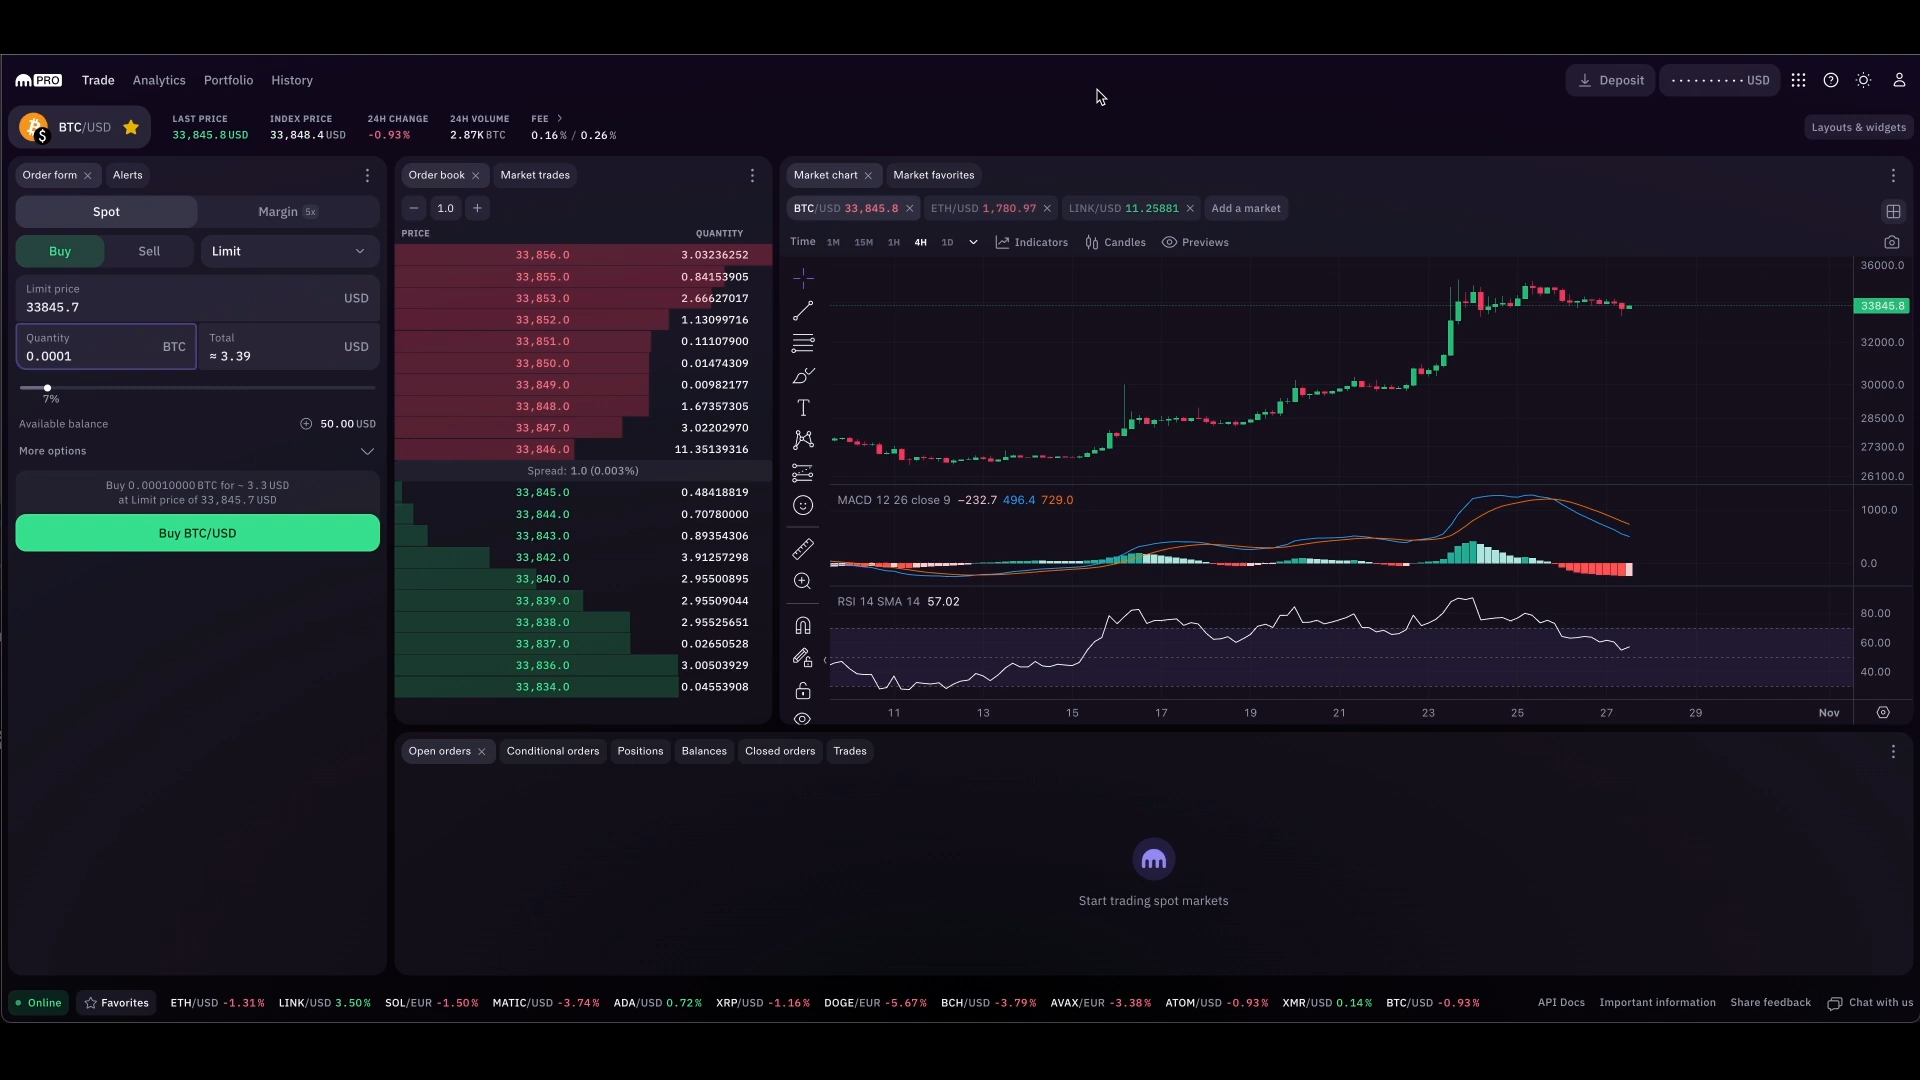 PRO Trade Analytics Portfolio History Deposit ·········· USD
BTC/USD
LAST PRICE 33,845.8 USD
INDEX PRICE 33,848.4 USD
24H CHANGE -0.93%
24H VOLUME 2.87K BTC
FEE 0.16% / 0.26%
Layouts & widgets
Order form Alerts
Spot Margin 5x
Buy Sell Limit
Limit price
33845.7 USD
Quantity
0.0001 BTC
Total
≈ 3.39 USD
7%
Available balance 50.00 USD
More options
Buy 0.00010000 BTC for ~ 3.3 USD
at Limit price of 33,845.7 USD
Buy BTC/USD
Order book Market trades
1.0
PRICE QUANTITY
33,856.0 3.03236252
33,855.0 0.84153905
33,853.0 2.66627017
33,852.0 1.13099716
33,851.0 0.11107900
33,850.0 0.01474309
33,849.0 0.00982177
33,848.0 1.67357305
33,847.0 3.02202970
33,846.0 11.35139316
Spread: 1.0 (0.003%)
33,845.0 0.48418819
33,844.0 0.70780000
33,843.0 0.89354306
33,842.0 3.91257298
33,840.0 2.95500895
33,839.0 2.95509044
33,838.0 2.95525651
33,837.0 0.02650528
33,836.0 3.00503929
33,834.0 0.04553908
Market chart Market favorites
BTC/USD 33,845.8 ETH/USD 1,780.97 LINK/USD 11.25881 Add a market
Time 1M 15M 1H 4H 1D Indicators Candles Previews
36000.0
33845.8
32000.0
30000.0
28500.0
27300.0
26100.0
MACD 12 26 close 9 −232.7 496.4 729.0
1000.0
0.0
RSI 14 SMA 14 57.02
80.00
60.00
40.00
11 13 15 17 19 21 23 25 27 29 Nov
Open orders Conditional orders Positions Balances Closed orders Trades
Start trading spot markets
Online Favorites ETH/USD -1.31% LINK/USD 3.50% SOL/EUR -1.50% MATIC/USD -3.74% ADA/USD 0.72% XRP/USD -1.16% DOGE/EUR -5.67% BCH/USD -3.79% AVAX/EUR -3.38% ATOM/USD -0.93% XMR/USD 0.14% BTC/USD -0.93% API Docs Important information Share feedback Chat with us